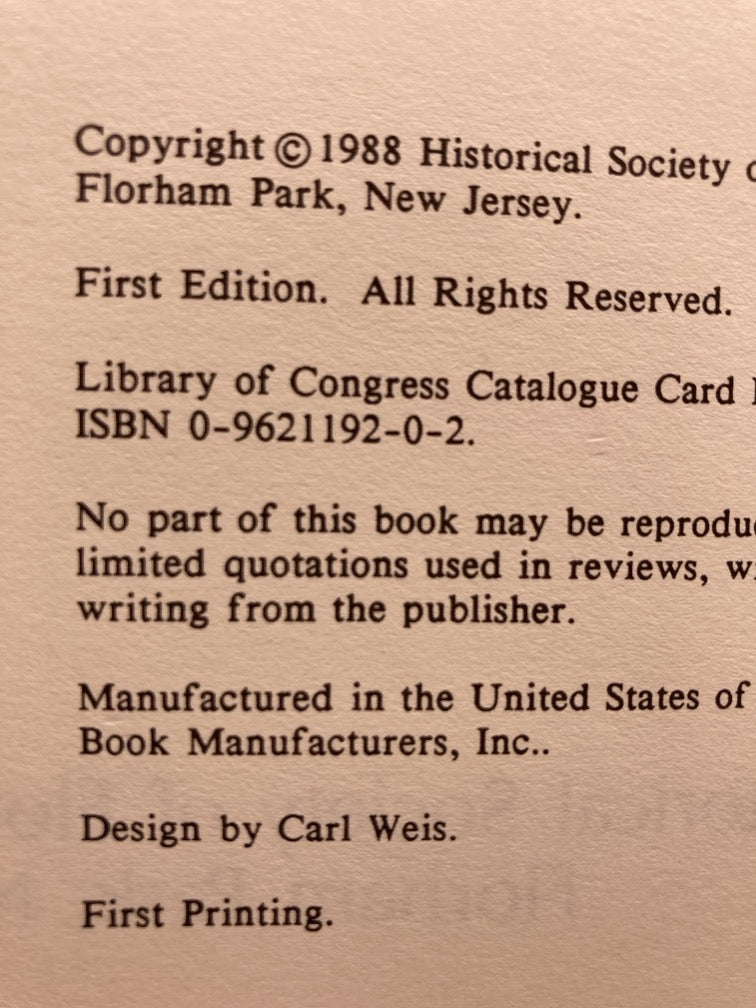 Copyright © 1988 Historical Society
Florham Park, New Jersey.
First Edition. All Rights Reserved.
Library of Congress Catalogue Card
ISBN 0-9621192-0-2.
No part of this book may be
limited quotations used in reviews,
writing from the publisher.
Manufactured in the United States of
Book Manufacturers, Inc..
Design by Carl Weis.
First Printing.